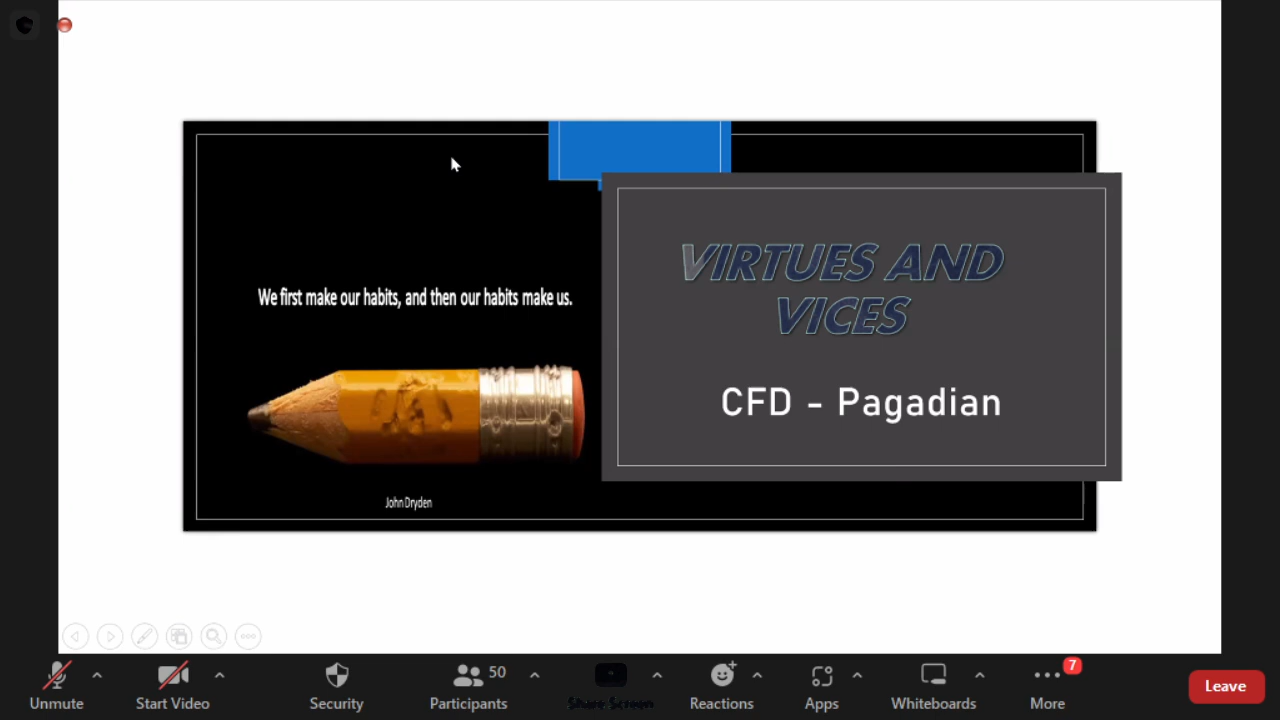 We first make our habits, and then our habits make us.
John Dryden
VIRTUES AND
VICES
CFD - Pagadian
Unmute
Start Video
Security
50
Participants
Share Screen
Reactions
Apps
Whiteboards
7
More
Leave